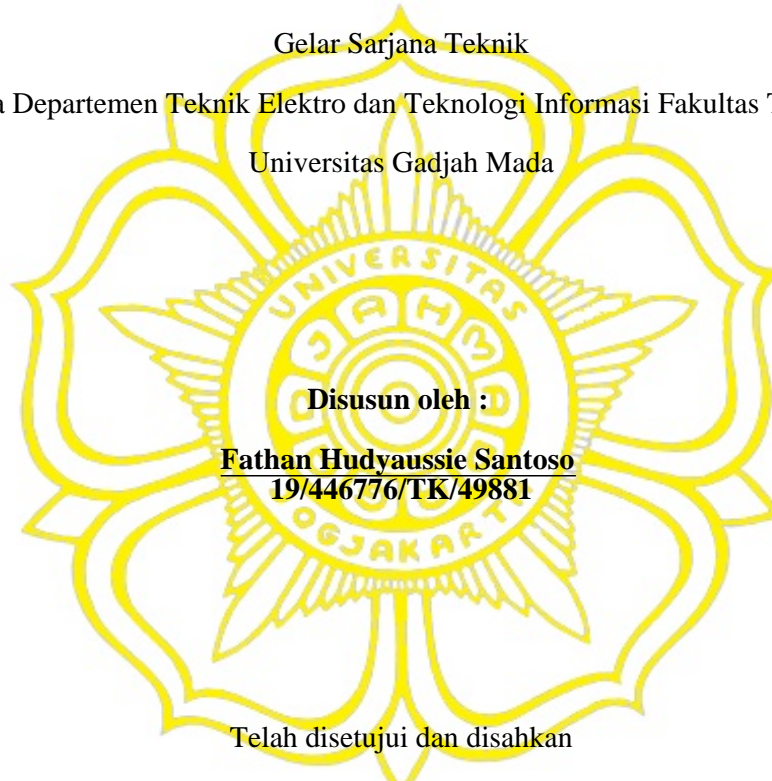 Gelar Sarjana Teknik
Departemen Teknik Elektro dan Teknologi Informasi Fakultas
Universitas Gadjah Mada
UNIVERSITAS
Disusun oleh :
Fathan Hudyaussie Santoso
19/446776/TK/49881
Telah disetujui dan disahkan